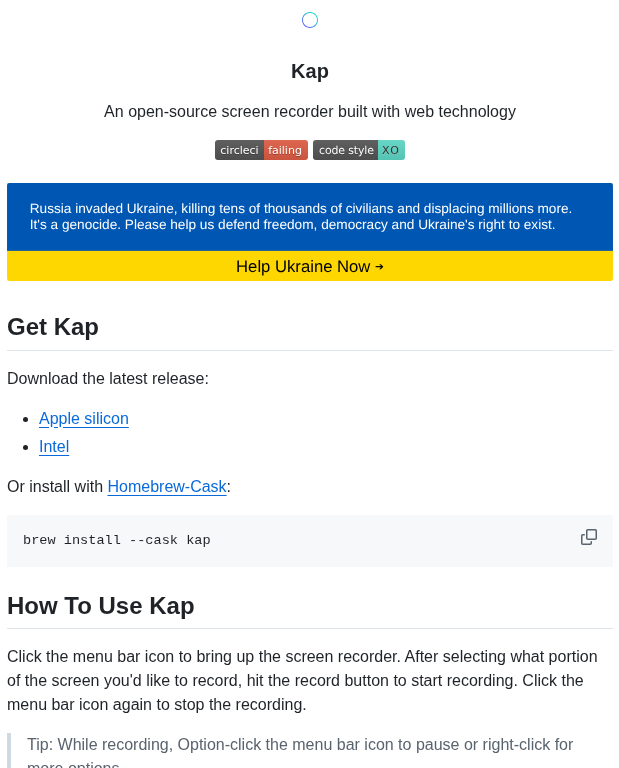 Kap
An open-source screen recorder built with web technology
circleci failing code style XO
Russia invaded Ukraine, killing tens of thousands of civilians and displacing millions more.
It's a genocide. Please help us defend freedom, democracy and Ukraine's right to exist.
Help Ukraine Now →
Get Kap
Download the latest release:
• Apple silicon
• Intel
Or install with Homebrew-Cask:
brew install --cask kap
How To Use Kap
Click the menu bar icon to bring up the screen recorder. After selecting what portion
of the screen you'd like to record, hit the record button to start recording. Click the
menu bar icon again to stop the recording.
Tip: While recording, Option-click the menu bar icon to pause or right-click for
more options